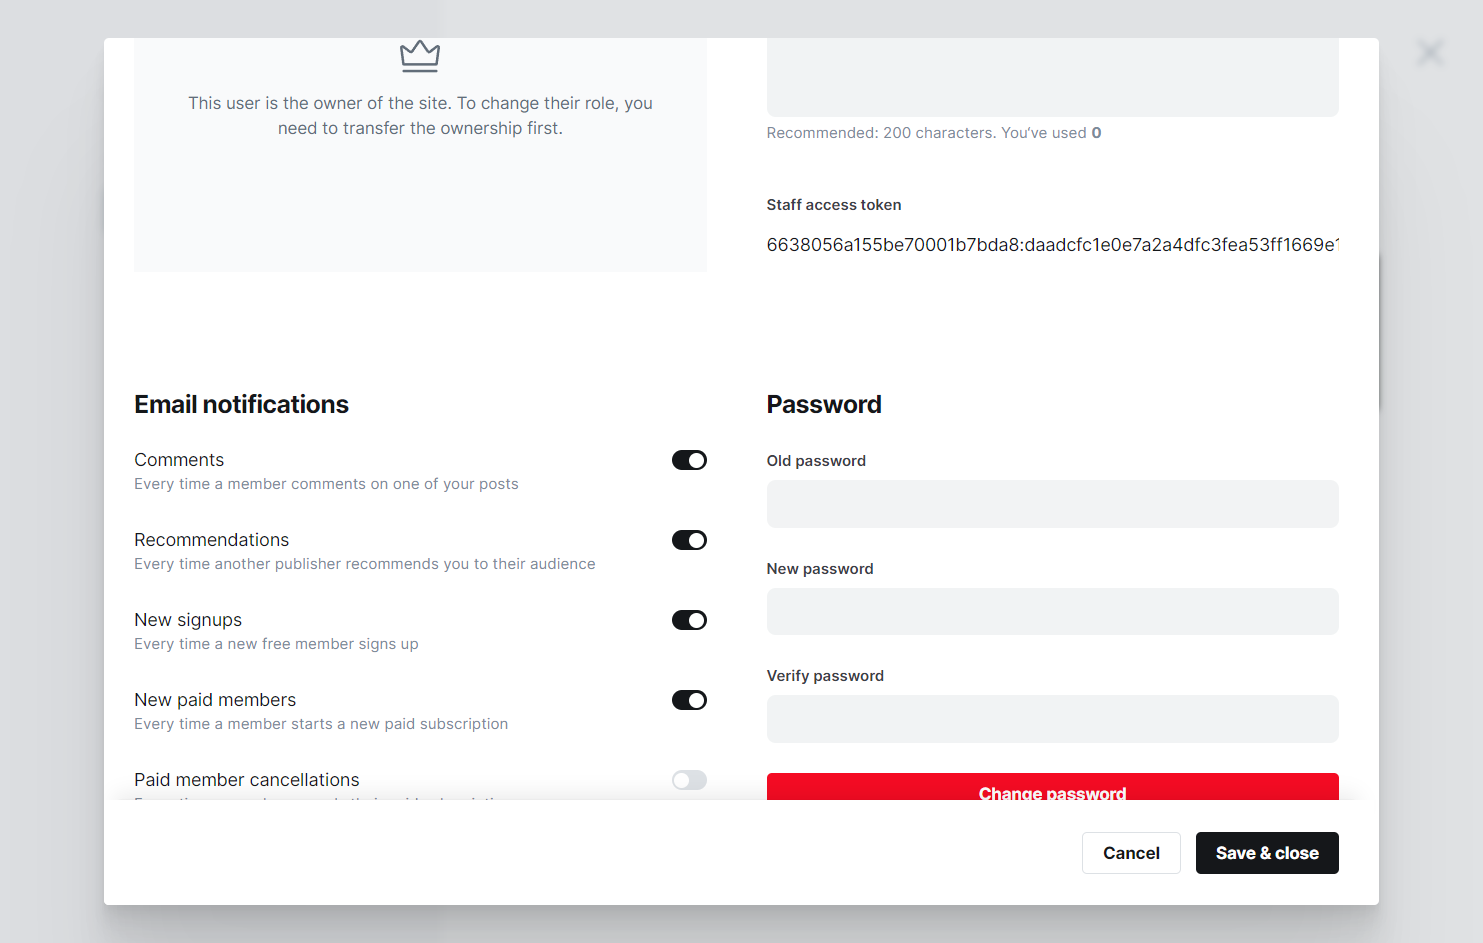 This user is the owner of the site. To change their role, you
need to transfer the ownership first.
Recommended: 200 characters. You've used 0
Staff access token
6638056a155be70001b7bda8:daadcfc1e0e7a2a4dfc3fea53ff1669e1
Email notifications
Comments
Every time a member comments on one of your posts
Recommendations
Every time another publisher recommends you to their audience
New signups
Every time a new free member signs up
New paid members
Every time a member starts a new paid subscription
Paid member cancellations
Password
Old password
New password
Verify password
Change password
Cancel
Save & close